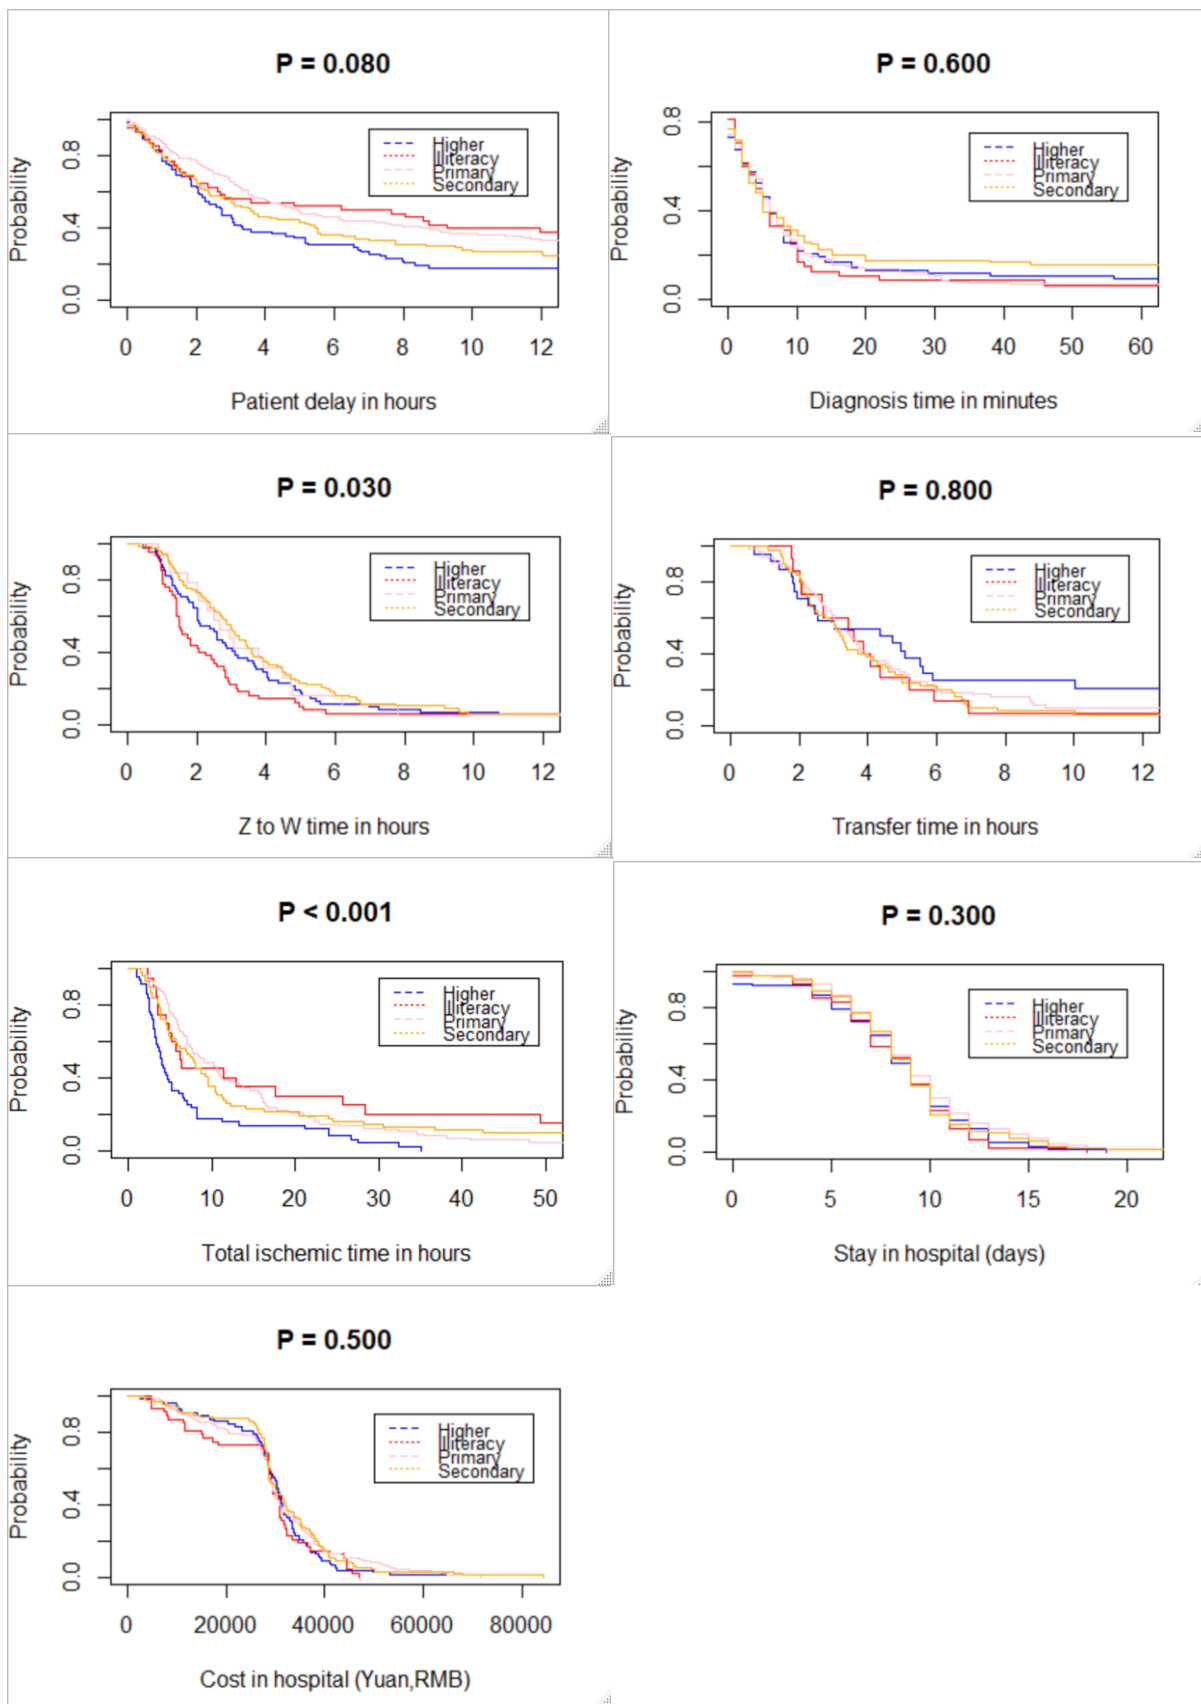 P = 0.080
Probability
0.0 0.4 0.8
Higher
Illiteracy
Primary
Secondary
0 2 4 6 8 10 12
Patient delay in hours
P = 0.600
Probability
0.0 0.4 0.8
Higher
Illiteracy
Primary
Secondary
0 10 20 30 40 50 60
Diagnosis time in minutes
P = 0.030
Probability
0.0 0.4 0.8
Higher
Illiteracy
Primary
Secondary
0 2 4 6 8 10 12
Z to W time in hours
P = 0.800
Probability
0.0 0.4 0.8
Higher
Illiteracy
Primary
Secondary
0 2 4 6 8 10 12
Transfer time in hours
P < 0.001
Probability
0.0 0.4 0.8
Higher
Illiteracy
Primary
Secondary
0 10 20 30 40 50
Total ischemic time in hours
P = 0.300
Probability
0.0 0.4 0.8
Higher
Illiteracy
Primary
Secondary
0 5 10 15 20
Stay in hospital (days)
P = 0.500
Probability
0.0 0.4 0.8
Higher
Illiteracy
Primary
Secondary
0 20000 40000 60000 80000
Cost in hospital (Yuan,RMB)